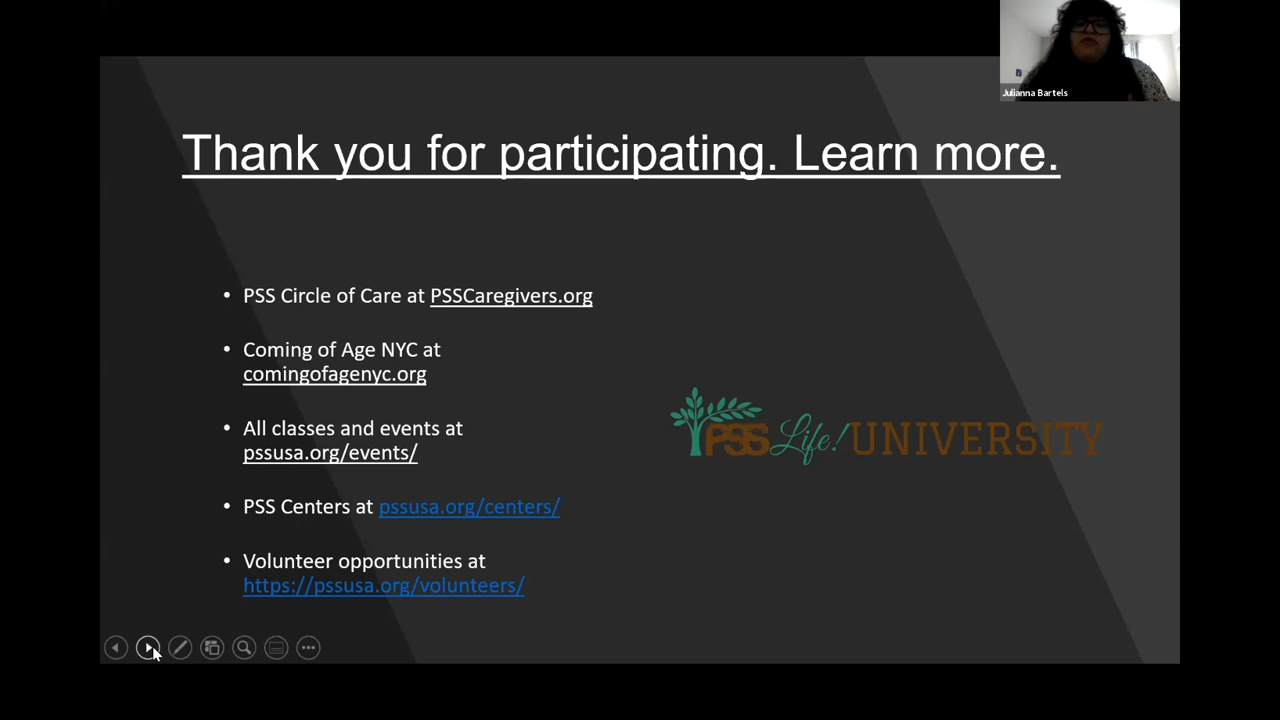 Julianna Bartels
Thank you for participating. Learn more.
• PSS Circle of Care at PSSCaregivers.org
• Coming of Age NYC at
comingofagenyc.org
• All classes and events at
pssusa.org/events/
• PSS Centers at pssusa.org/centers/
• Volunteer opportunities at
https://pssusa.org/volunteers/
PSS Life! UNIVERSITY